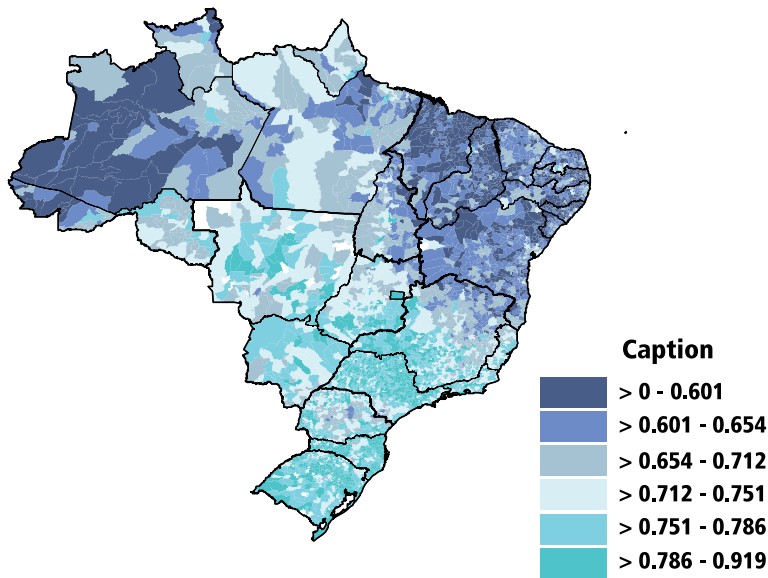 Caption
> 0 - 0.601
> 0.601 - 0.654
> 0.654 - 0.712
> 0.712 - 0.751
> 0.751 - 0.786
> 0.786 - 0.919